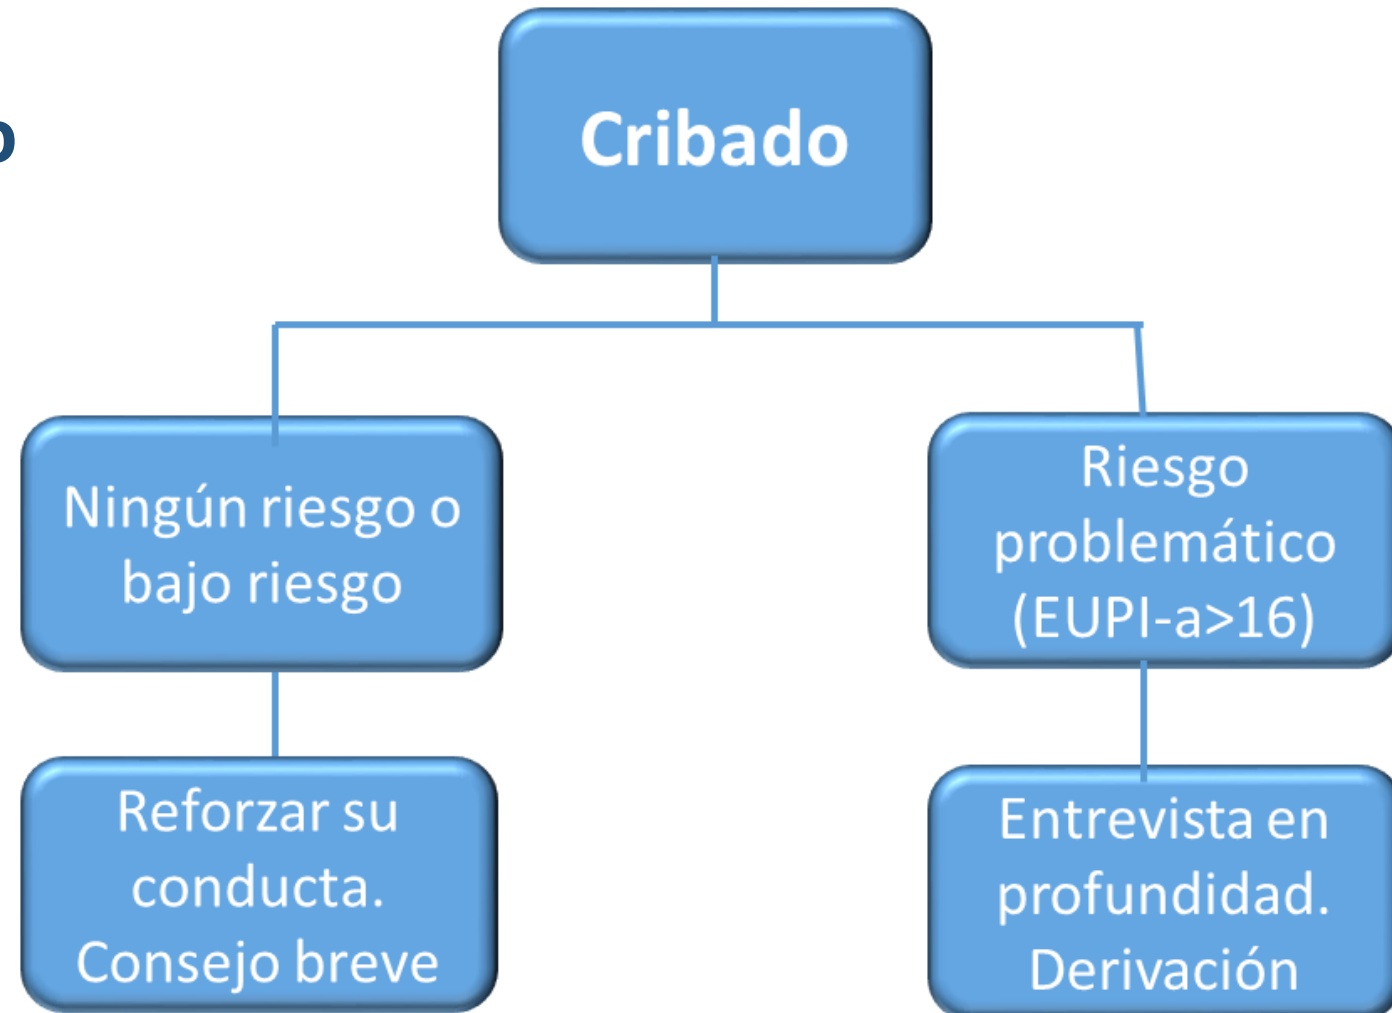 Cribado
Ningún riesgo o
bajo riesgo
Riesgo
problemático
(EUPI-a>16)
Reforzar su
conducta.
Consejo breve
Entrevista en
profundidad.
Derivación